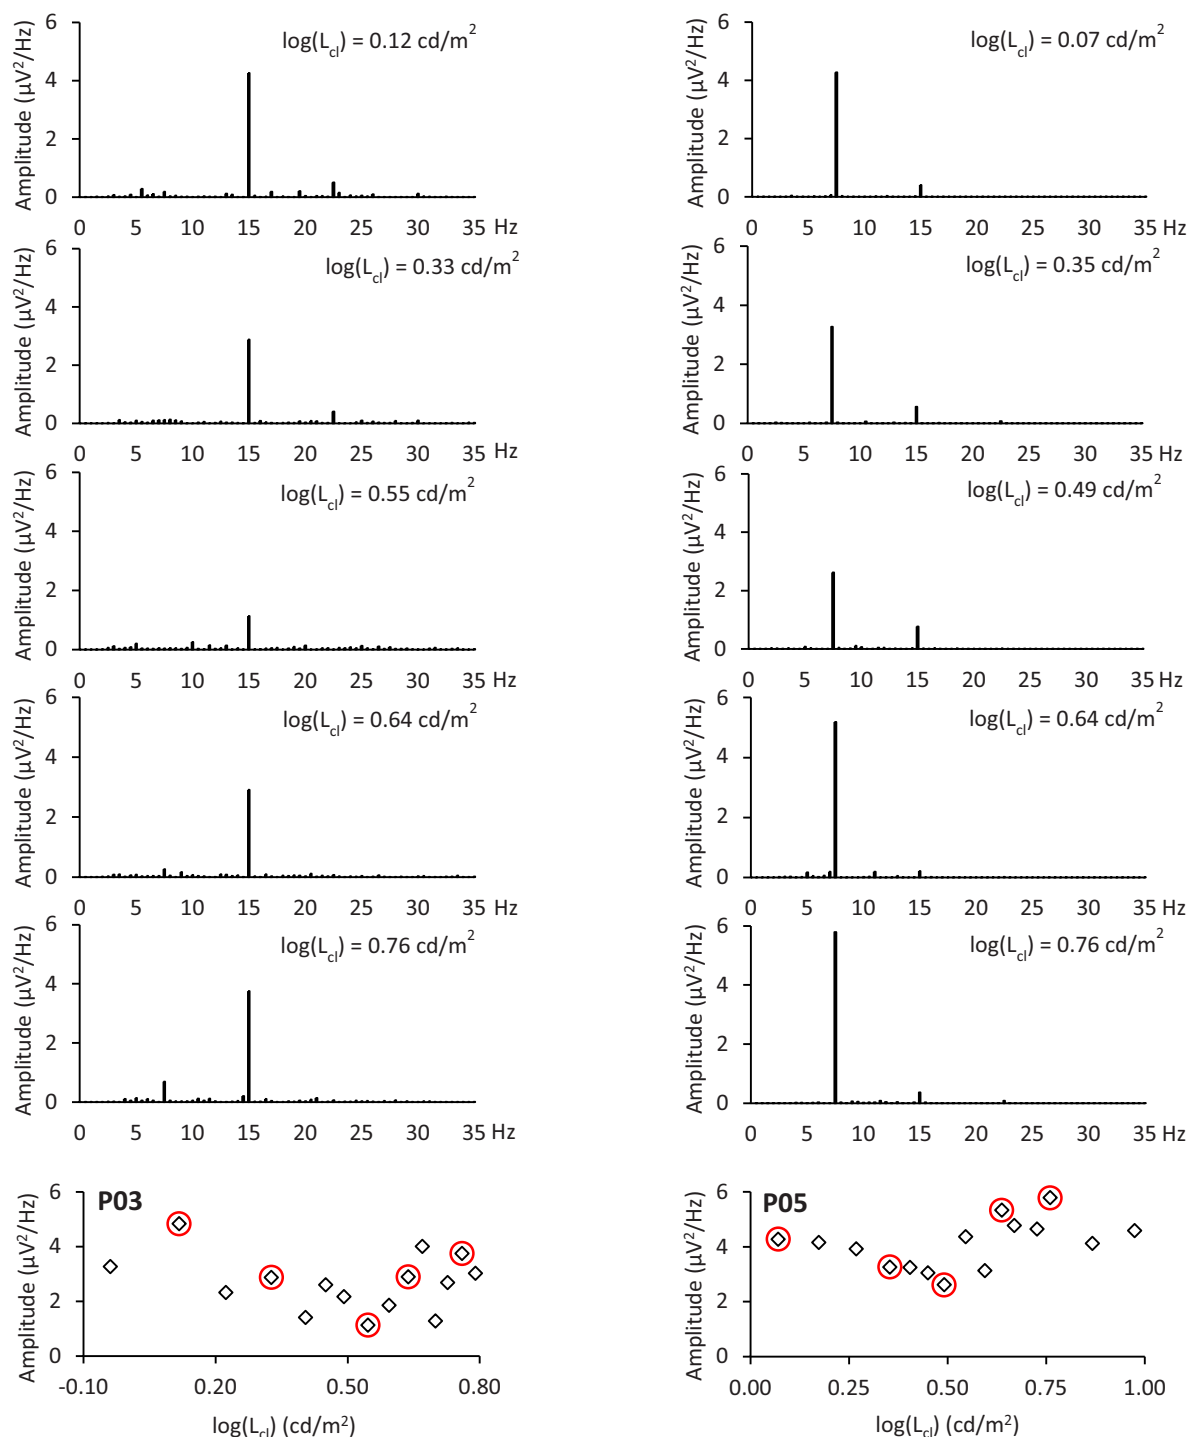 6
4
2
0
Amplitude (µV²/Hz)
log(L_cl) = 0.12 cd/m²
0 5 10 15 20 25 30 35 Hz
6
4
2
0
Amplitude (µV²/Hz)
log(L_cl) = 0.07 cd/m²
0 5 10 15 20 25 30 35 Hz
6
4
2
0
Amplitude (µV²/Hz)
log(L_cl) = 0.33 cd/m²
0 5 10 15 20 25 30 35 Hz
6
4
2
0
Amplitude (µV²/Hz)
log(L_cl) = 0.35 cd/m²
0 5 10 15 20 25 30 35 Hz
6
4
2
0
Amplitude (µV²/Hz)
log(L_cl) = 0.55 cd/m²
0 5 10 15 20 25 30 35 Hz
6
4
2
0
Amplitude (µV²/Hz)
log(L_cl) = 0.49 cd/m²
0 5 10 15 20 25 30 35 Hz
6
4
2
0
Amplitude (µV²/Hz)
log(L_cl) = 0.64 cd/m²
0 5 10 15 20 25 30 35 Hz
6
4
2
0
Amplitude (µV²/Hz)
log(L_cl) = 0.64 cd/m²
0 5 10 15 20 25 30 35 Hz
6
4
2
0
Amplitude (µV²/Hz)
log(L_cl) = 0.76 cd/m²
0 5 10 15 20 25 30 35 Hz
6
4
2
0
Amplitude (µV²/Hz)
log(L_cl) = 0.76 cd/m²
0 5 10 15 20 25 30 35 Hz
6
4
2
0
Amplitude (µV²/Hz)
P03
-0.10 0.20 0.50 0.80
log(L_cl) (cd/m²)
6
4
2
0
Amplitude (µV²/Hz)
P05
0.00 0.25 0.50 0.75 1.00
log(L_cl) (cd/m²)